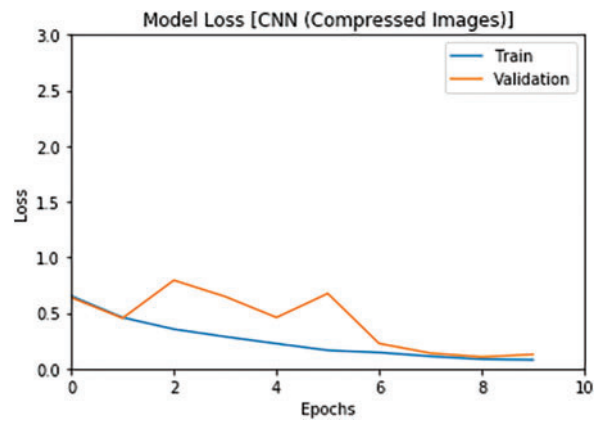 Model Loss [CNN (Compressed Images)]
3.0
2.5
2.0
1.5
1.0
0.5
0.0
Loss
Train
Validation
0 2 4 6 8 10
Epochs